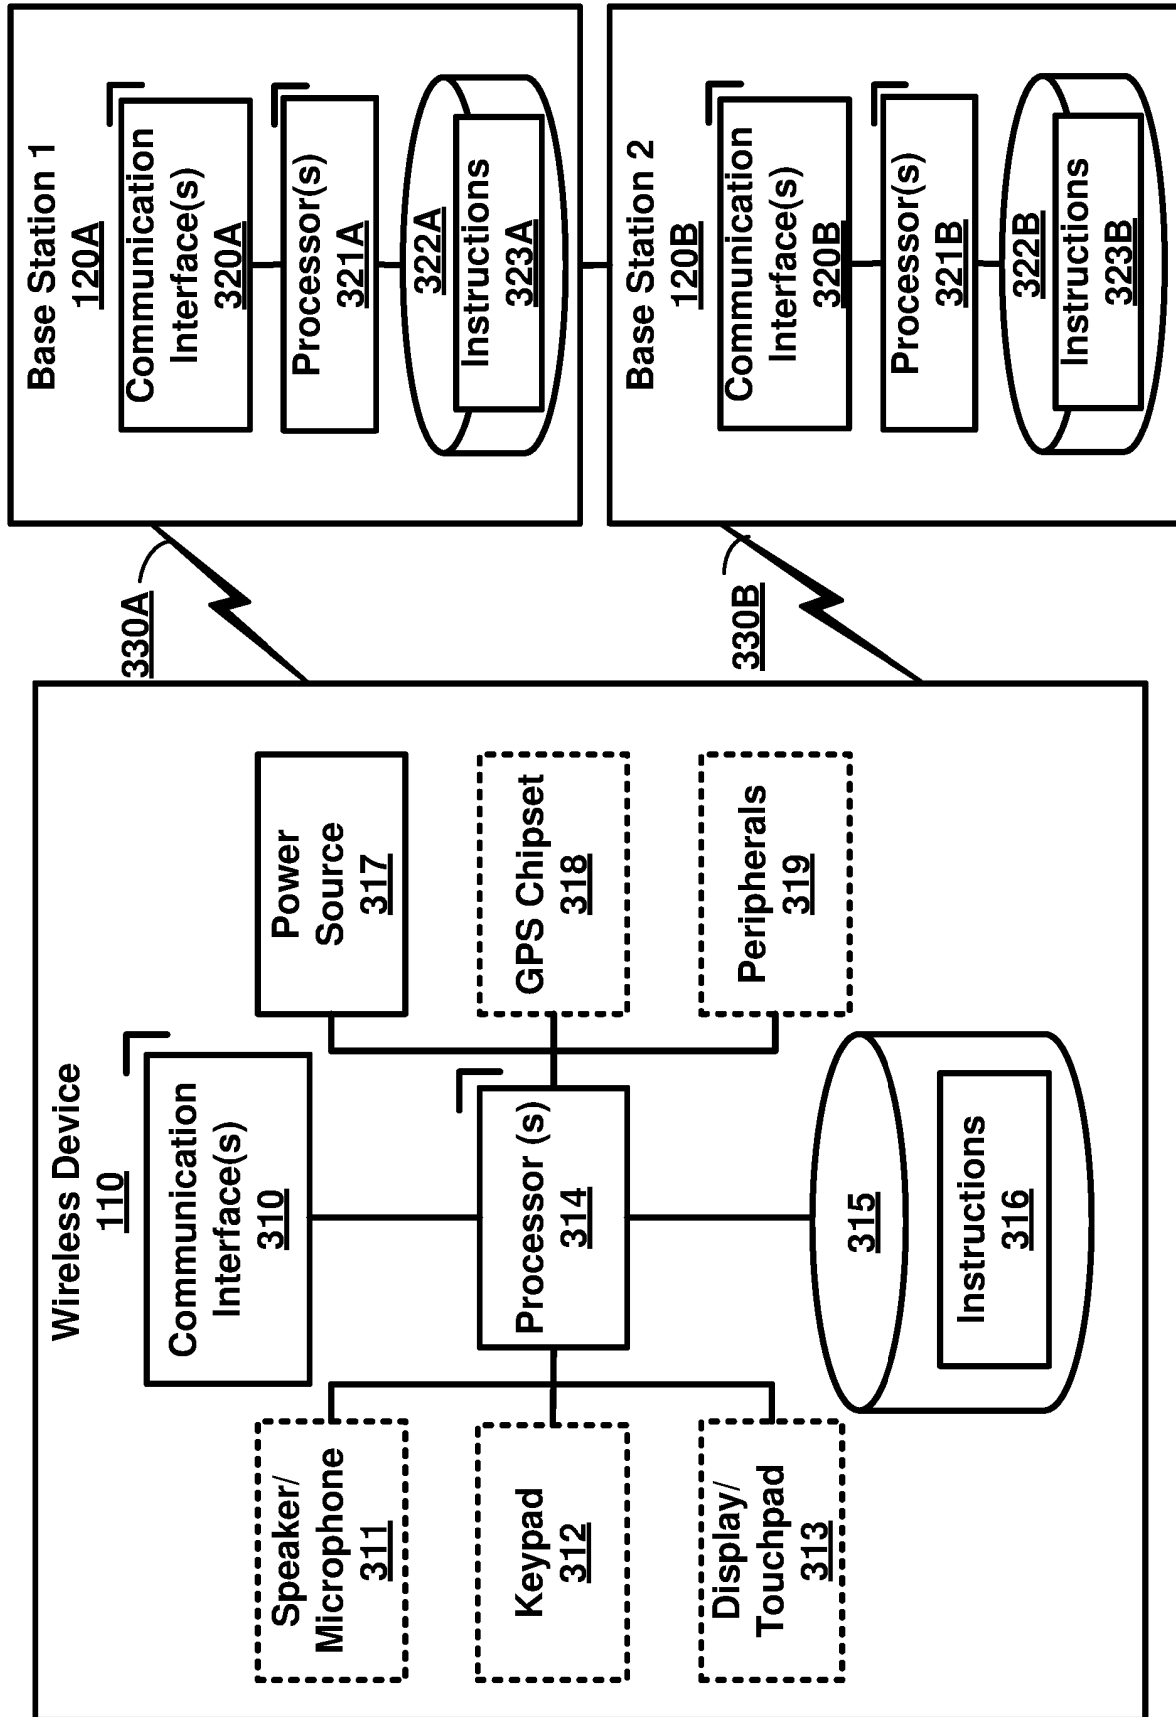 Wireless Device
110
Communication
Interface(s)
310
Speaker/
Microphone
311
Power
Source
317
Keypad
312
Processor (s)
314
GPS Chipset
318
Display/
Touchpad
313
Peripherals
319
315
Instructions
316
330A
330B
Base Station 1
120A
Communication
Interface(s)
320A
Processor(s)
321A
322A
Instructions
323A
Base Station 2
120B
Communication
Interface(s)
320B
Processor(s)
321B
322B
Instructions
323B